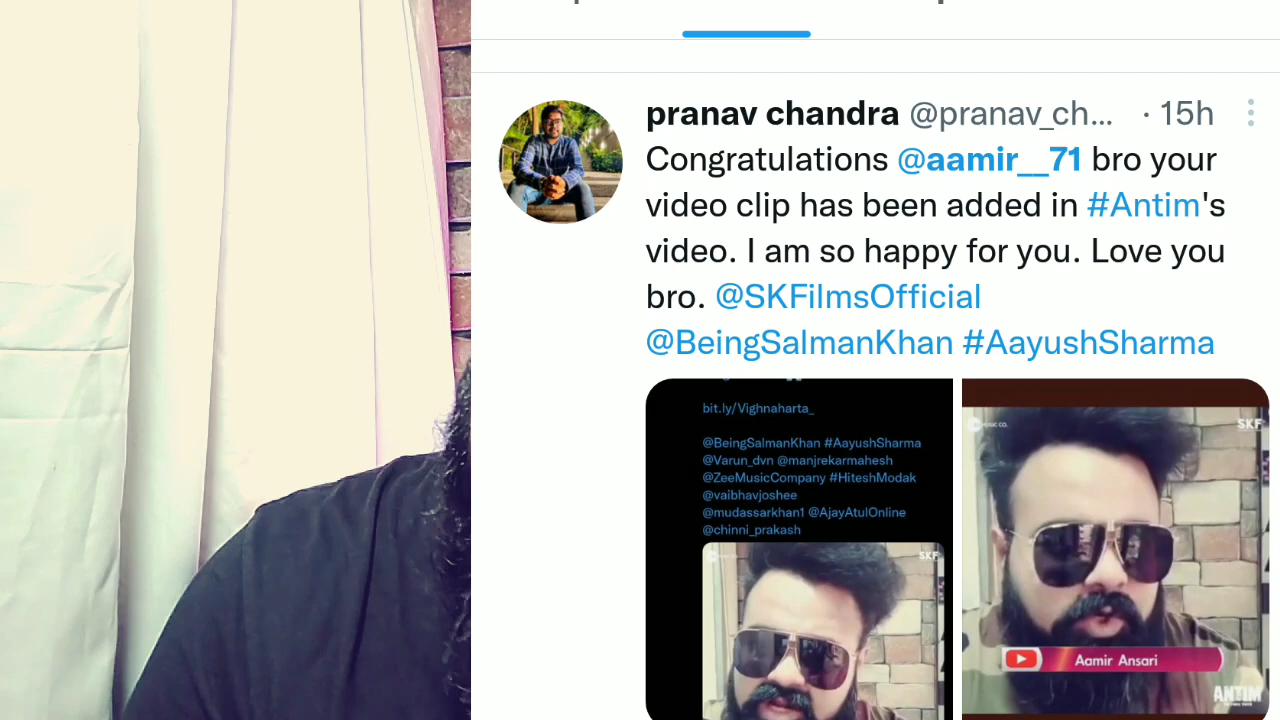 pranav chandra @pranav_ch... · 15h
Congratulations @aamir__71 bro your
video clip has been added in #Antim's
video. I am so happy for you. Love you
bro. @SKFilmsOfficial
@BeingSalmanKhan #AayushSharma
bit.ly/Vighnaharta_
@BeingSalmanKhan #AayushSharma
@Varun_dvn @manjrekarmahesh
@ZeeMusicCompany #HiteshModak
@vaibhavjoshee
@mudassarkhan1 @AjayAtulOnline
@chinni_prakash
SKF
SKF
Aamir Ansari
ANTIM